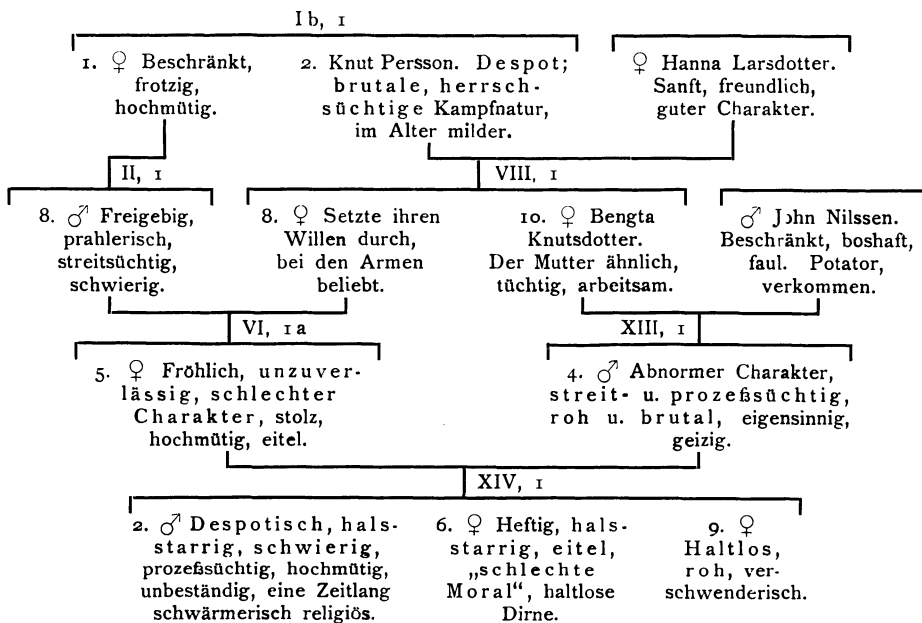 I b, 1
1. ♀ Beschränkt,
frotzig,
hochmütig.
2. Knut Persson. Despot;
brutale, herrsch-
süchtige Kampfnatur,
im Alter milder.
♀ Hanna Larsdotter.
Sanft, freundlich,
guter Charakter.
II, 1
VIII, 1
8. ♂ Freigebig,
prahlerisch,
streitsüchtig,
schwierig.
8. ♀ Setzte ihren
Willen durch,
bei den Armen
beliebt.
10. ♀ Bengta
Knutsdotter.
Der Mutter ähnlich,
tüchtig, arbeitsam.
♂ John Nilssen.
Beschränkt, boshaft,
faul. Potator,
verkommen.
VI, 1 a
XIII, 1
5. ♀ Fröhlich, unzuver-
lässig, schlechter
Charakter, stolz,
hochmütig, eitel.
4. ♂ Abnormer Charakter,
streit- u. prozeßsüchtig,
roh u. brutal, eigensinnig,
geizig.
XIV, 1
2. ♂ Despotisch, hals-
starrig, schwierig,
prozeßsüchtig, hochmütig,
unbeständig, eine Zeitlang
schwärmerisch religiös.
6. ♀ Heftig, hals-
starrig, eitel,
„schlechte
Moral“, haltlose
Dirne.
9. ♀
Haltlos,
roh, ver-
schwenderisch.